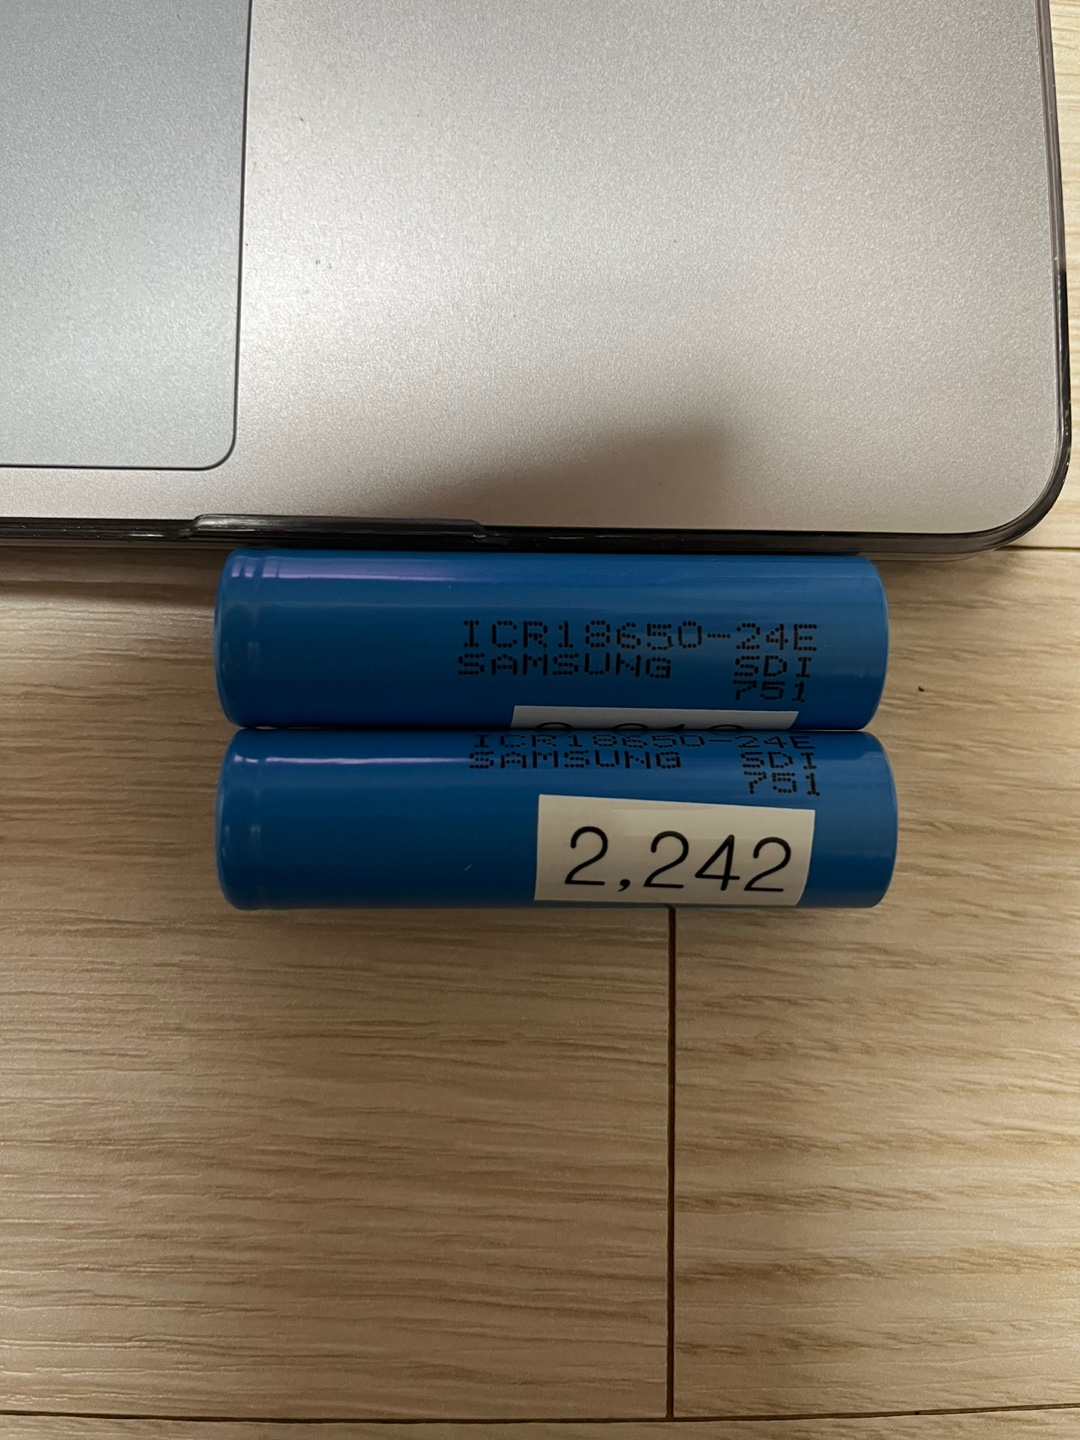 ICR18650-24E
SAMSUNG SDI
751
ICR18650-24E
SAMSUNG SDI
751
2,242